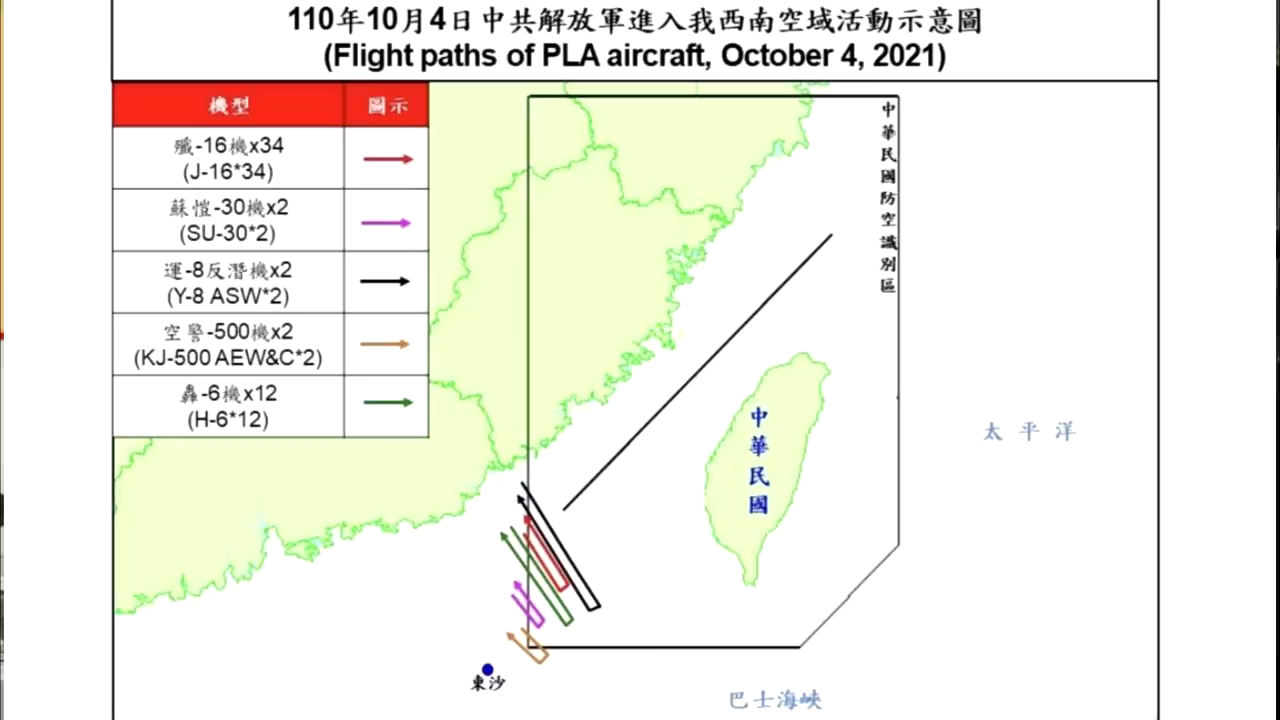 110年10月4日中共解放軍進入我西南空域活動示意圖
(Flight paths of PLA aircraft, October 4, 2021)
機型 圖示
殲-16機x34
(J-16*34)
蘇愷-30機x2
(SU-30*2)
運-8反潛機x2
(Y-8 ASW*2)
空警-500機x2
(KJ-500 AEW&C*2)
轟-6機x12
(H-6*12)
中華民國防空識別區
中華民國
太平洋
東沙
巴士海峽